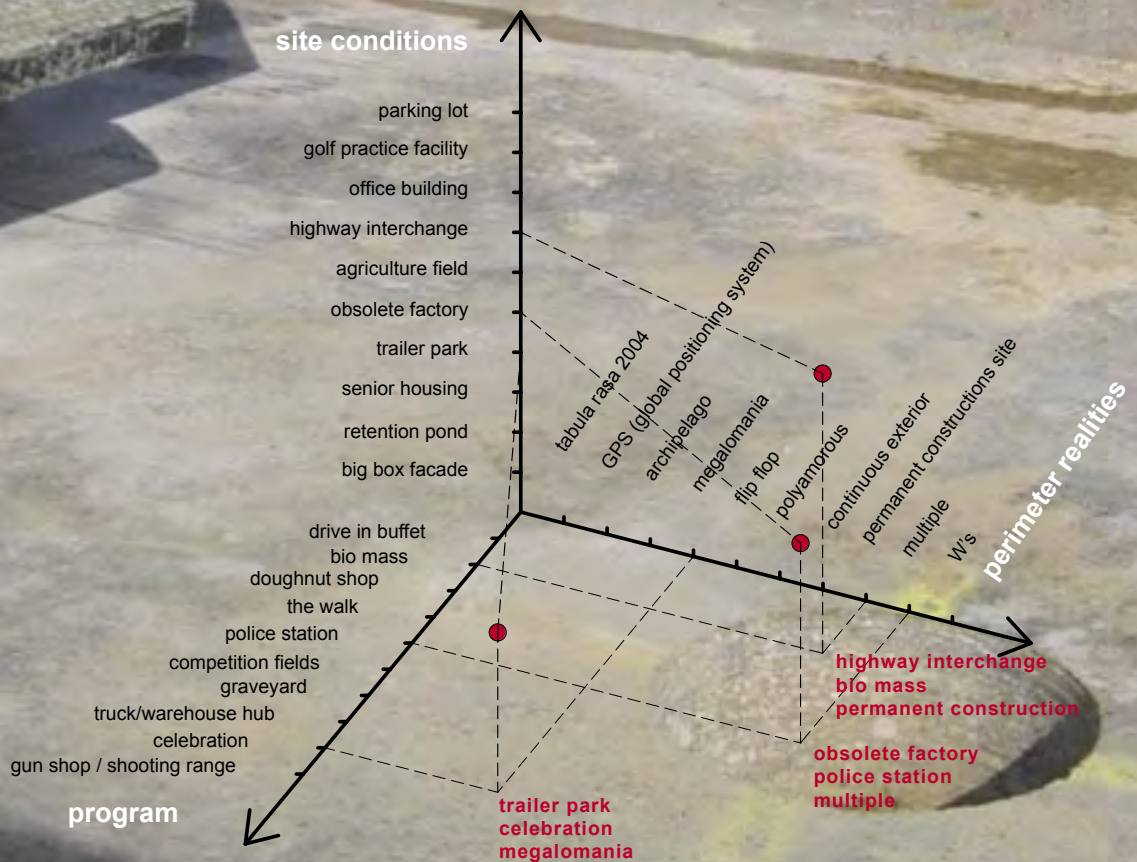 site conditions
parking lot
golf practice facility
office building
highway interchange
agriculture field
obsolete factory
trailer park
senior housing
retention pond
big box facade
tabula rasa 2004
GPS (global positioning system)
archipelago
megalomania
flip flop
polyamorous
continuous exterior
permanent constructions site
multiple
W's
perimeter realities
drive in buffet
bio mass
doughnut shop
the walk
police station
competition fields
graveyard
truck/warehouse hub
celebration
gun shop / shooting range
program
highway interchange
bio mass
permanent construction
obsolete factory
police station
multiple
trailer park
celebration
megalomania